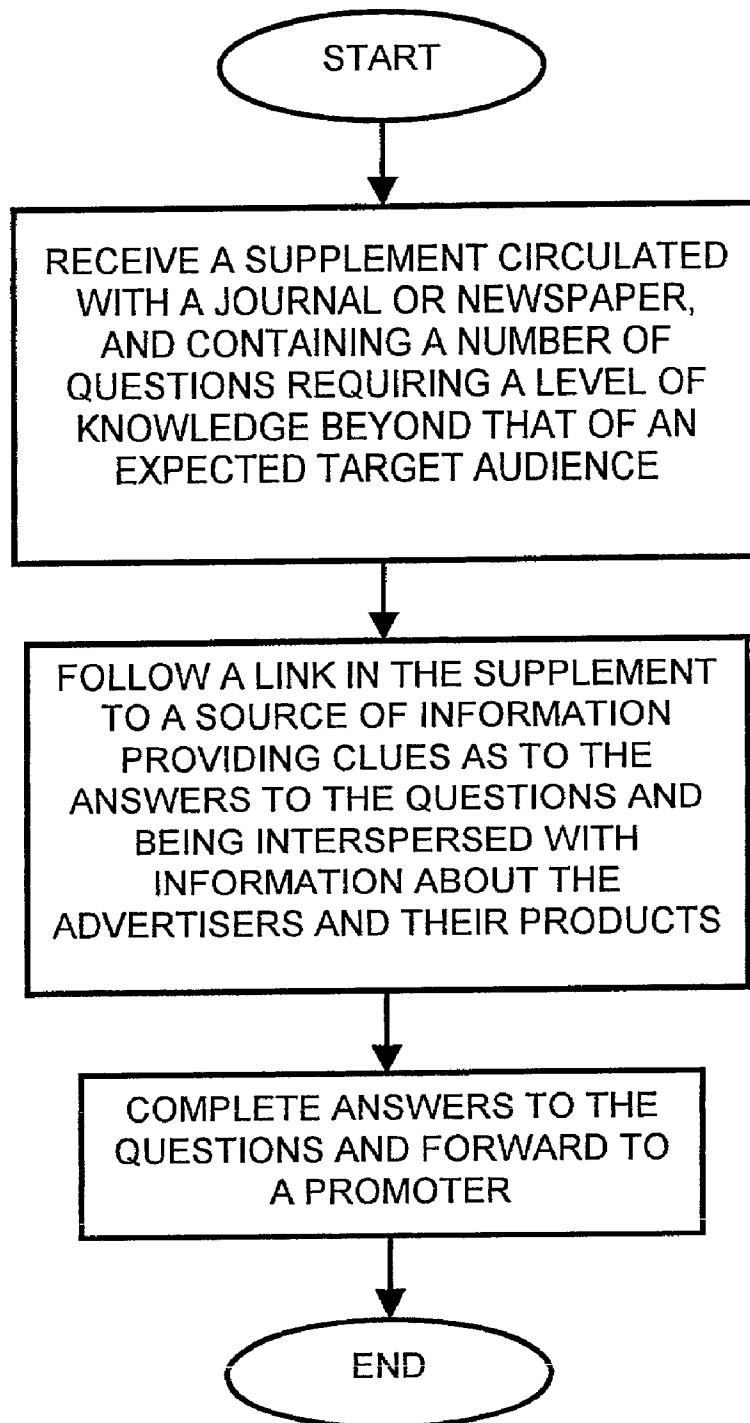 START
RECEIVE A SUPPLEMENT CIRCULATED
WITH A JOURNAL OR NEWSPAPER,
AND CONTAINING A NUMBER OF
QUESTIONS REQUIRING A LEVEL OF
KNOWLEDGE BEYOND THAT OF AN
EXPECTED TARGET AUDIENCE
FOLLOW A LINK IN THE SUPPLEMENT
TO A SOURCE OF INFORMATION
PROVIDING CLUES AS TO THE
ANSWERS TO THE QUESTIONS AND
BEING INTERSPERSED WITH
INFORMATION ABOUT THE
ADVERTISERS AND THEIR PRODUCTS
COMPLETE ANSWERS TO THE
QUESTIONS AND FORWARD TO
A PROMOTER
END